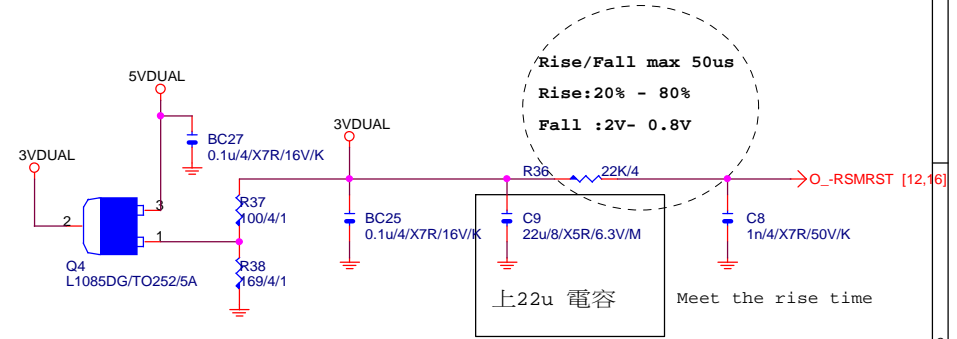 Rise/Fall max 50us
Rise:20% - 80%
Fall :2V- 0.8V
5VDUAL
BC27
0.1u/4/X7R/16V/K
3VDUAL
3VDUAL
2
3
1
Q4
L1085DG/TO252/5A
R37
100/4/1
R38
169/4/1
BC25
0.1u/4/X7R/16V/K
R36
22K/4
C9
22u/8/X5R/6.3V/M
上22u 電容
C8
1n/4/X7R/50V/K
O_-RSMRST [12,16]
Meet the rise time